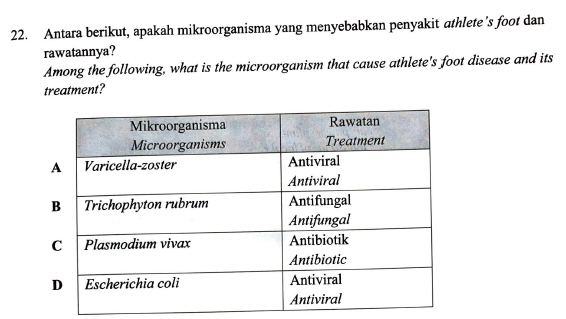 22. Antara berikut, apakah mikroorganisma yang menyebabkan penyakit athlete's foot dan
rawatannya?
Among the following, what is the microorganism that cause athlete's foot disease and its
treatment?
Mikroorganisma Rawatan
Microorganisms Treatment
A Varicella-zoster Antiviral
Antiviral
B Trichophyton rubrum Antifungal
Antifungal
C Plasmodium vivax Antibiotik
Antibiotic
D Escherichia coli Antiviral
Antiviral